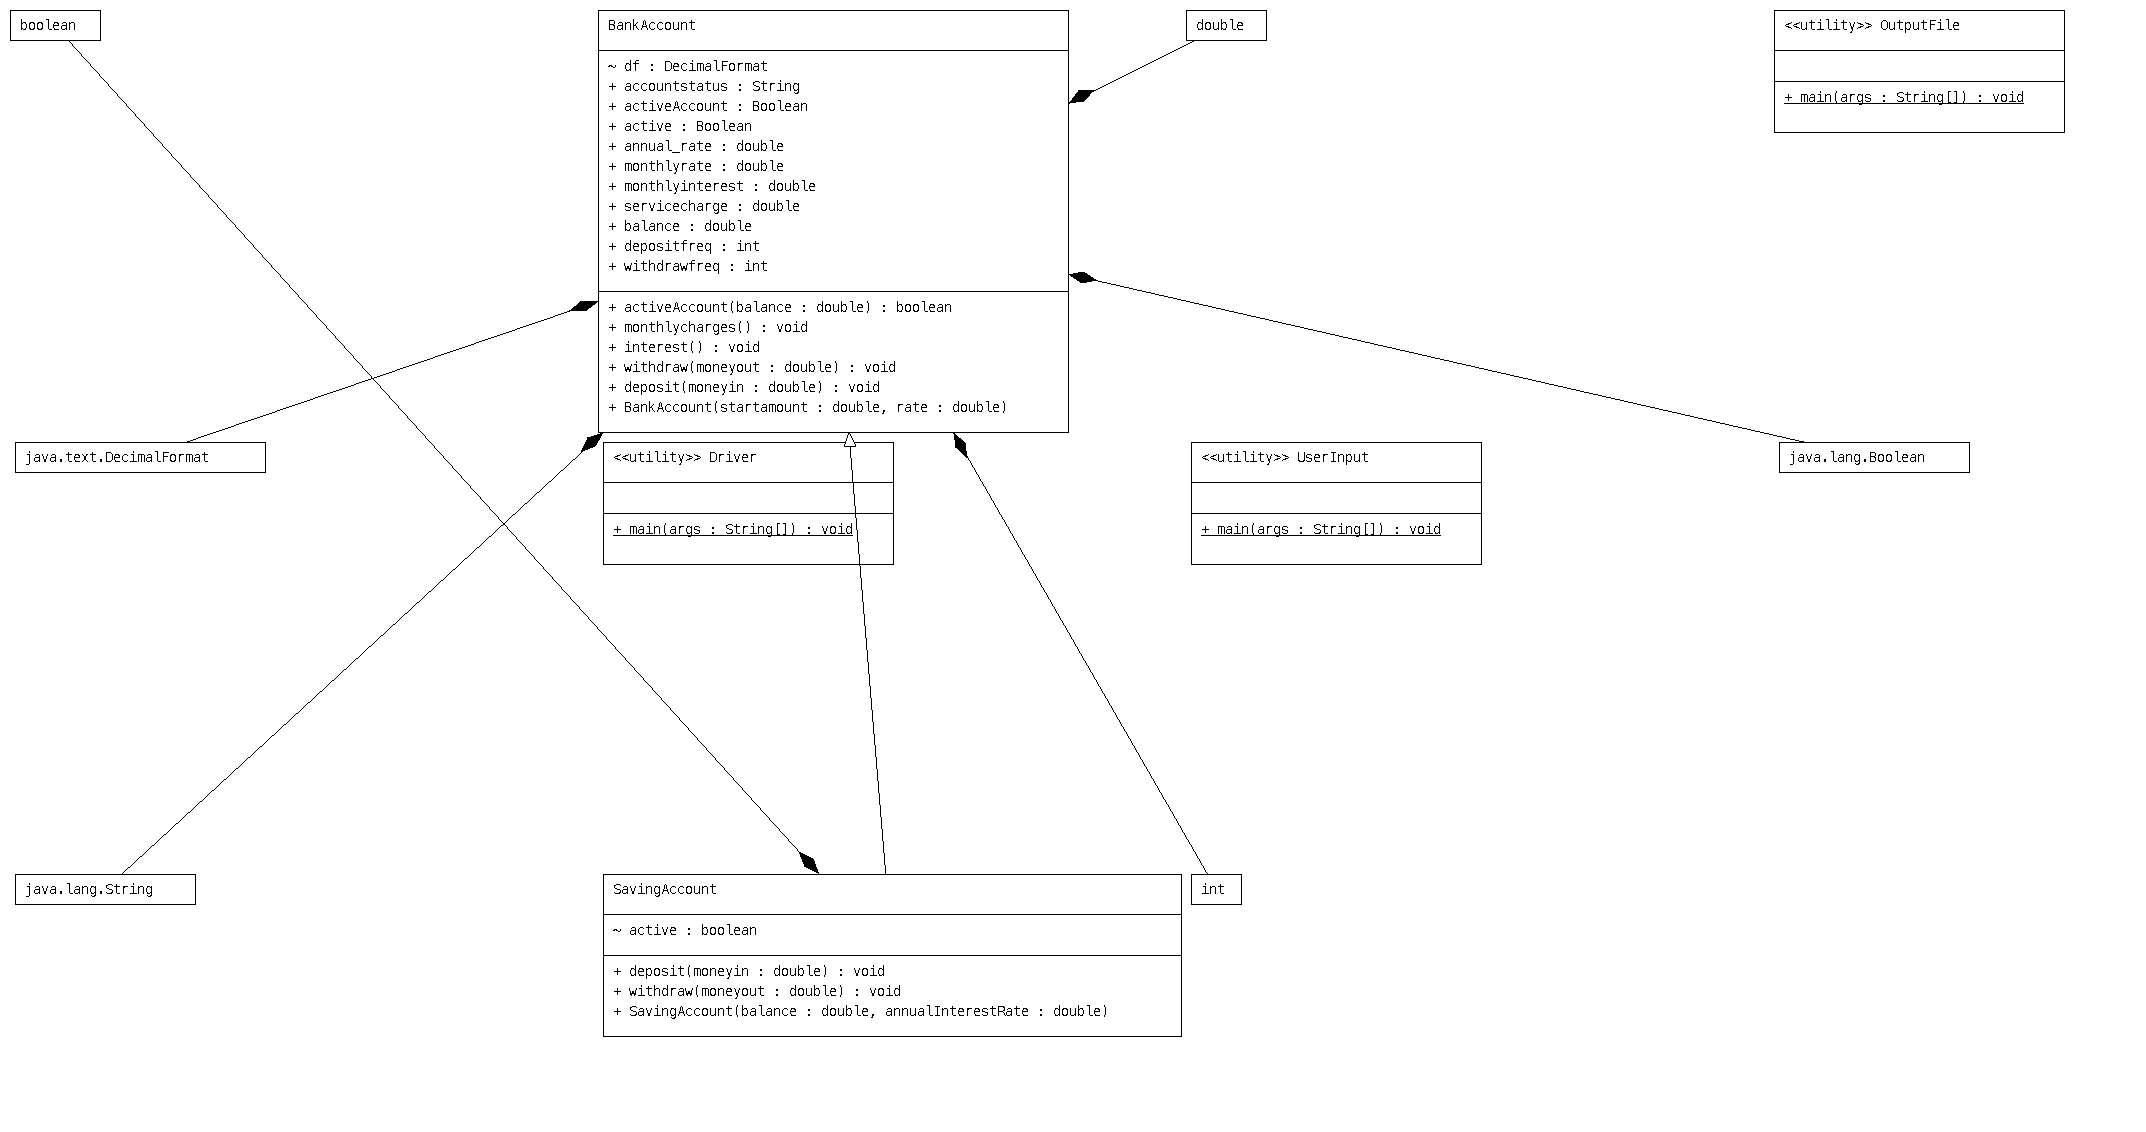 boolean
BankAccount
~ df : DecimalFormat
+ accountstatus : String
+ activeAccount : Boolean
+ active : Boolean
+ annual_rate : double
+ monthlyrate : double
+ monthlyinterest : double
+ servicecharge : double
+ balance : double
+ depositfreq : int
+ withdrawfreq : int
+ activeAccount(balance : double) : boolean
+ monthlycharges() : void
+ interest() : void
+ withdraw(moneyout : double) : void
+ deposit(moneyin : double) : void
+ BankAccount(startamount : double, rate : double)
double
<<utility>> OutputFile
+ main(args : String[]) : void
java.text.DecimalFormat
<<utility>> Driver
+ main(args : String[]) : void
<<utility>> UserInput
+ main(args : String[]) : void
java.lang.Boolean
java.lang.String
SavingAccount
~ active : boolean
+ deposit(moneyin : double) : void
+ withdraw(moneyout : double) : void
+ SavingAccount(balance : double, annualInterestRate : double)
int